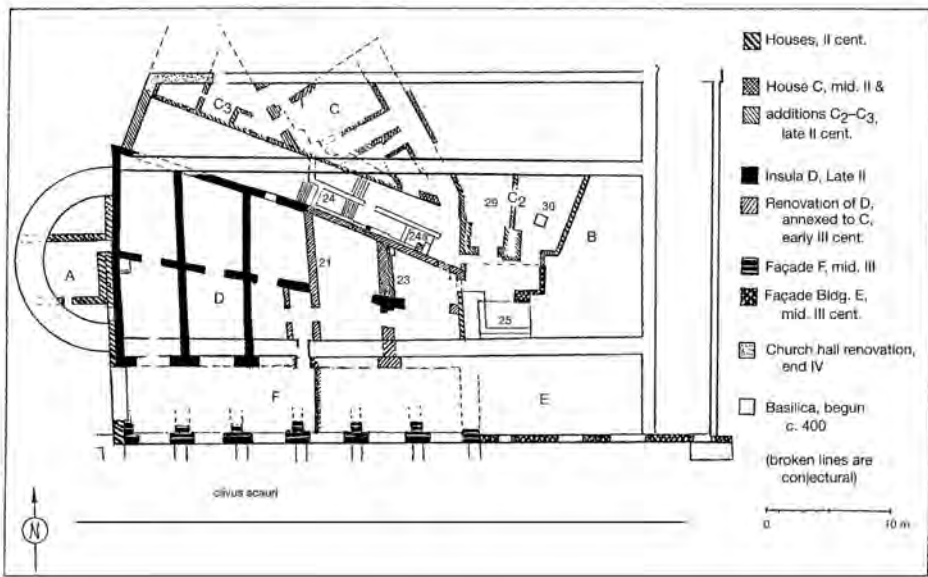 Houses, II cent.
House C, mid. II &
additions C2–C3,
late II cent.
Insula D, Late II
Renovation of D,
annexed to C,
early III cent.
Façade F, mid. III
Façade Bldg. E,
mid. III cent.
Church hall renovation,
end IV
Basilica, begun
c. 400
(broken lines are
conjectural)
0 10 m
C3
C
24
29
C2
30
24a
B
A
21
23
D
25
F
E
clivus scauri
N